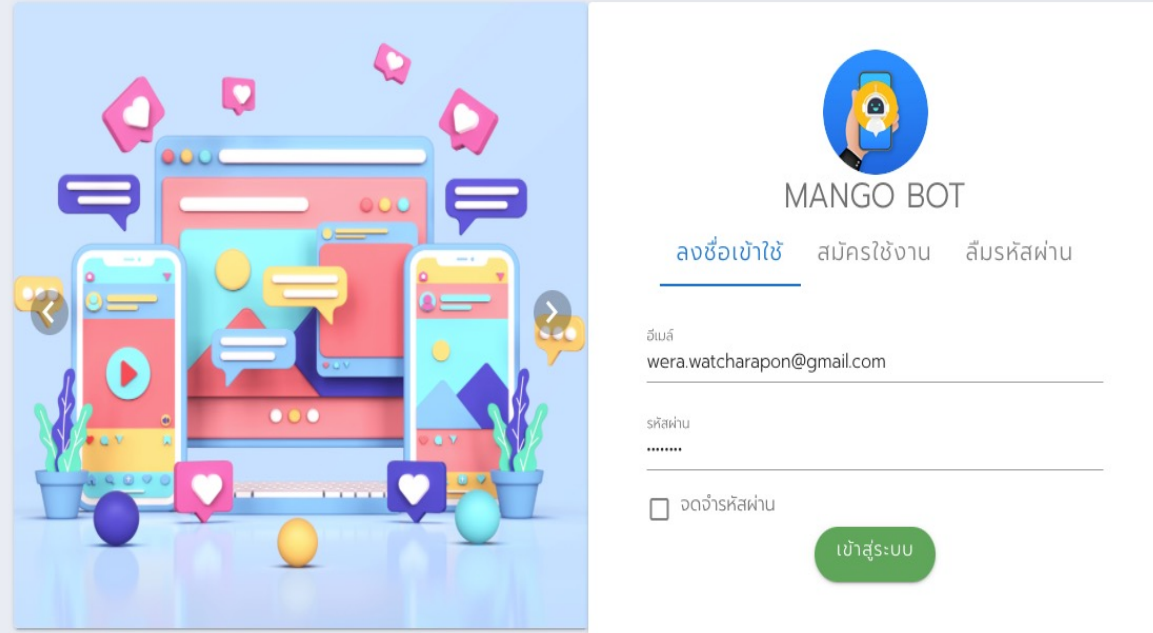 MANGO BOT
ลงชื่อเข้าใช้ สมัครใช้งาน ลืมรหัสผ่าน
อีเมล์
wera.watcharapon@gmail.com
รหัสผ่าน
••••••••
จดจำรหัสผ่าน
เข้าสู่ระบบ